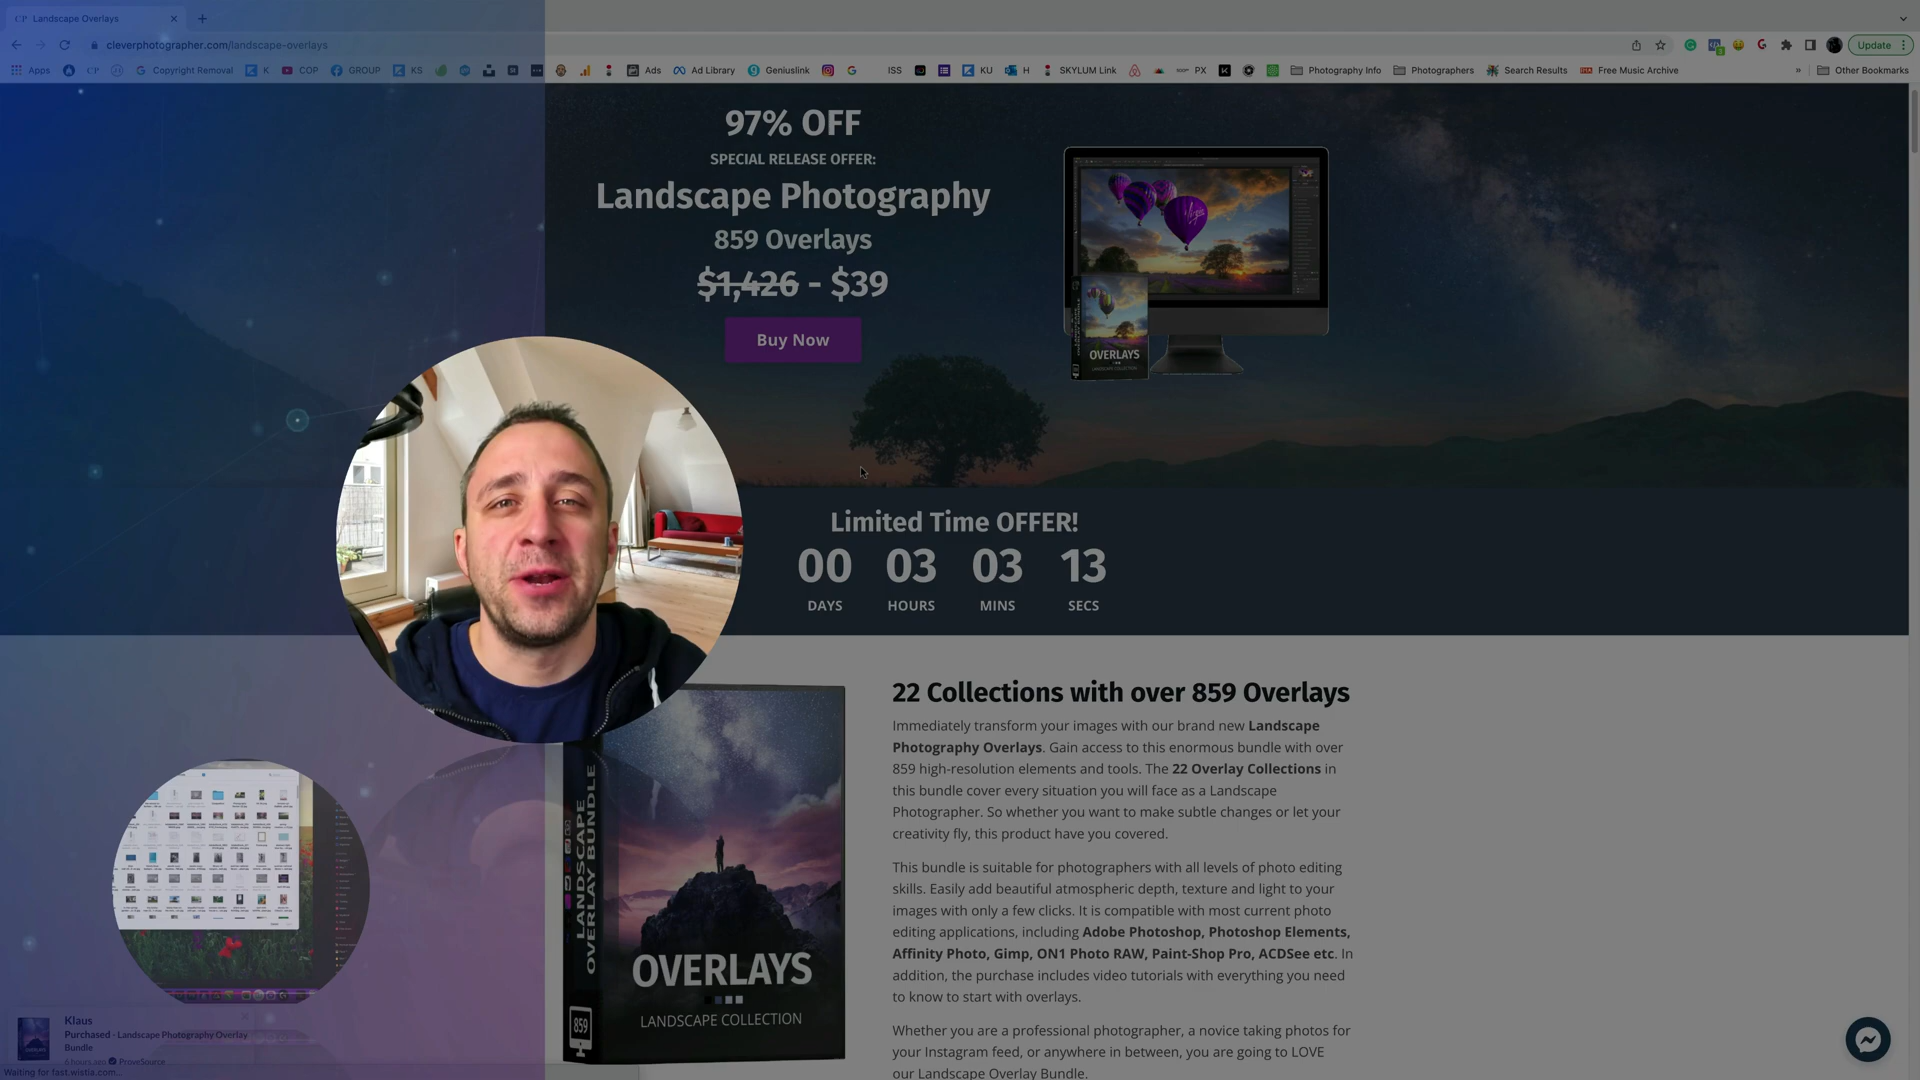 CP Landscape Overlays
cleverphotographer.com/landscape-overlays
Update
Apps
CP
Copyright Removal
K
COP
GROUP
KS
Ads
Ad Library
Geniuslink
ISS
KU
H
SKYLUM Link
PX
Photography Info
Photographers
Search Results
Free Music Archive
»
Other Bookmarks
97% OFF
SPECIAL RELEASE OFFER:
Landscape Photography
859 Overlays
$1,426 - $39
Buy Now
OVERLAYS
LANDSCAPE COLLECTION
Limited Time OFFER!
00 03 03 13
DAYS HOURS MINS SECS
22 Collections with over 859 Overlays
Immediately transform your images with our brand new Landscape
Photography Overlays. Gain access to this enormous bundle with over
859 high-resolution elements and tools. The 22 Overlay Collections in
this bundle cover every situation you will face as a Landscape
Photographer. So whether you want to make subtle changes or let your
creativity fly, this product have you covered.
This bundle is suitable for photographers with all levels of photo editing
skills. Easily add beautiful atmospheric depth, texture and light to your
images with only a few clicks. It is compatible with most current photo
editing applications, including Adobe Photoshop, Photoshop Elements,
Affinity Photo, Gimp, ON1 Photo RAW, Paint-Shop Pro, ACDSee etc. In
addition, the purchase includes video tutorials with everything you need
to know to start with overlays.
Whether you are a professional photographer, a novice taking photos for
your Instagram feed, or anywhere in between, you are going to LOVE
our Landscape Overlay Bundle.
LANDSCAPE
OVERLAY BUNDLE
859
OVERLAYS
LANDSCAPE COLLECTION
Klaus
Purchased - Landscape Photography Overlay
Bundle
6 hours ago ProveSource
Waiting for fast.wistia.com...